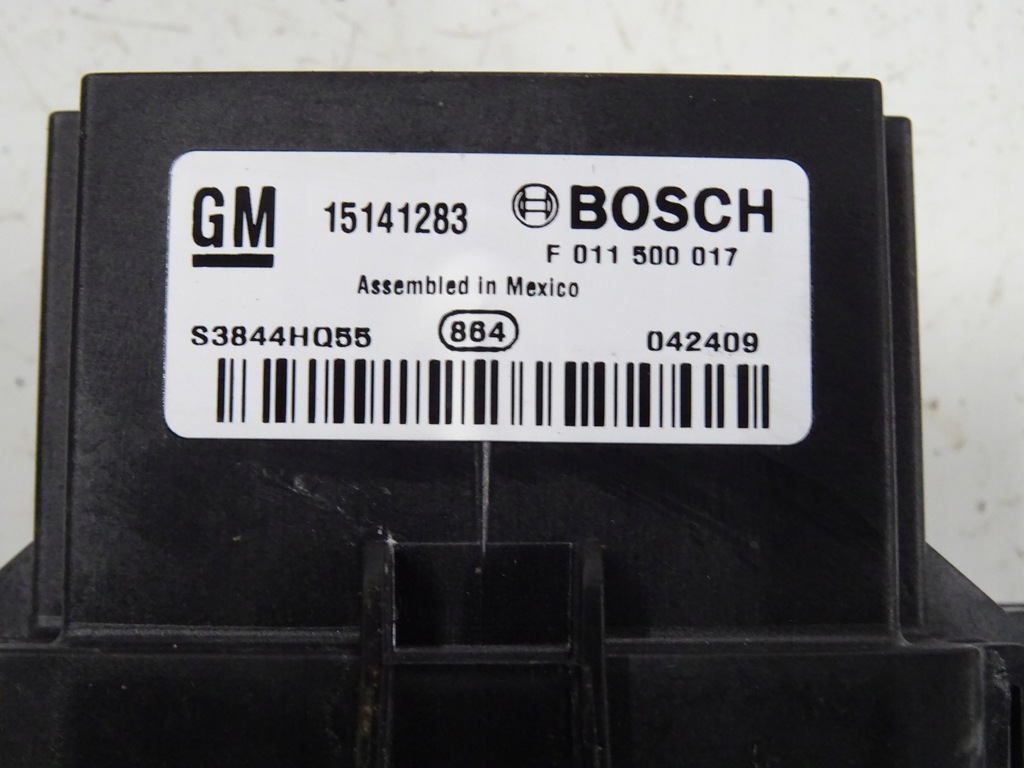 GM 15141283 BOSCH
F 011 500 017
Assembled in Mexico
S3844HQ55 864 042409